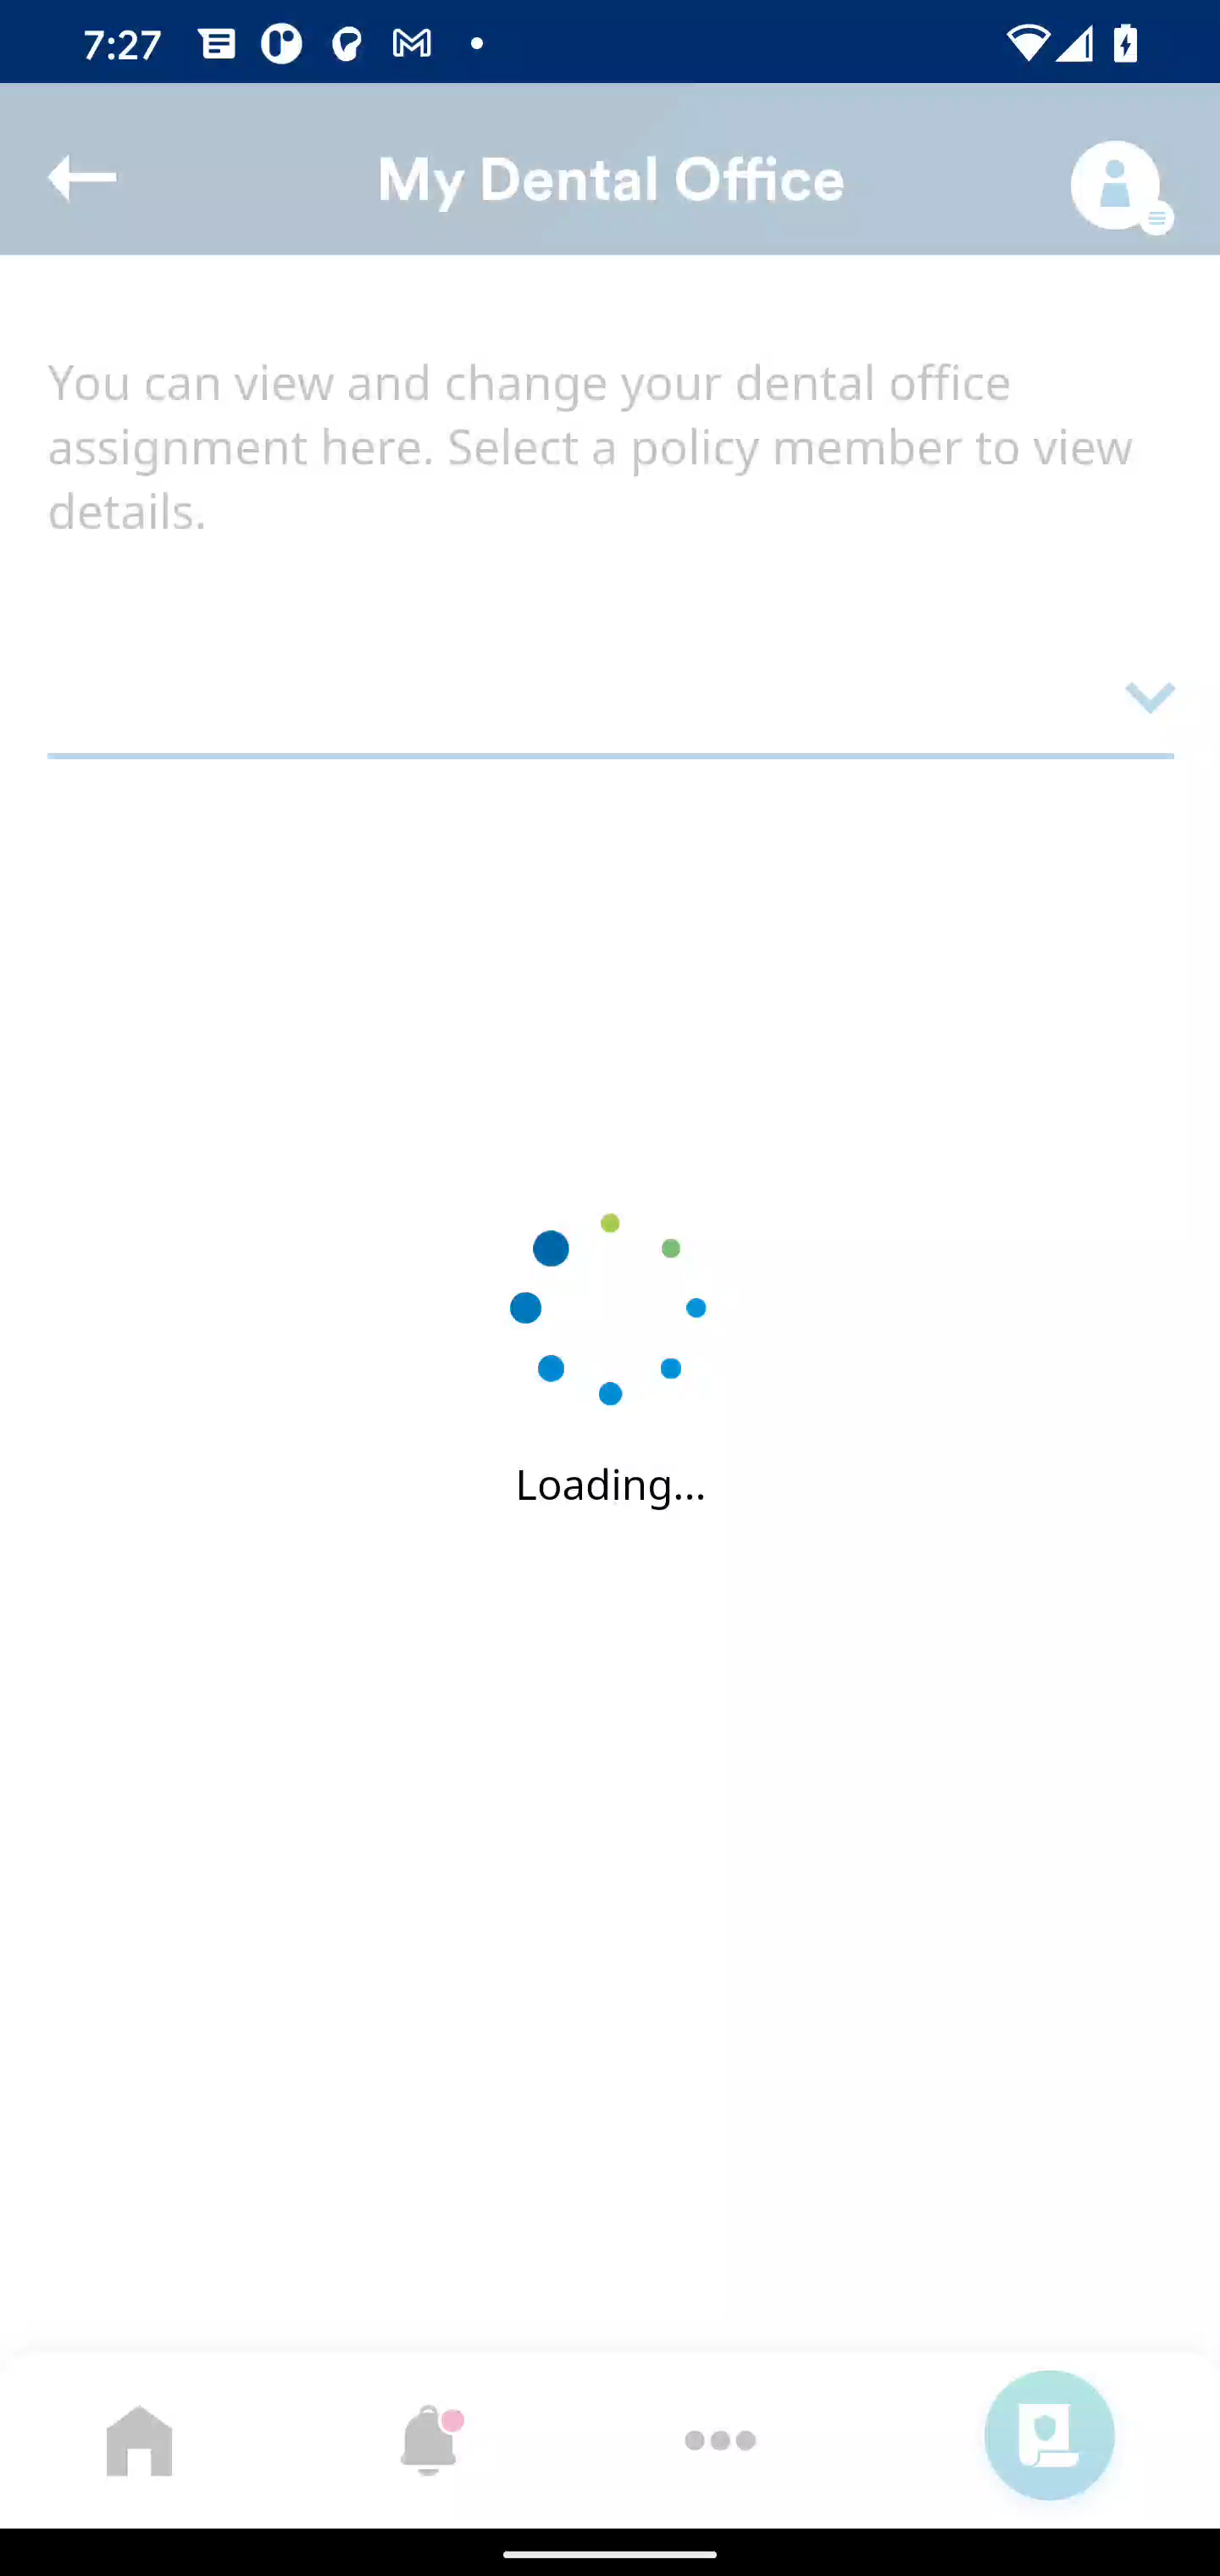 7:27
My Dental Office
You can view and change your dental office
assignment here. Select a policy member to view
details.
Loading...